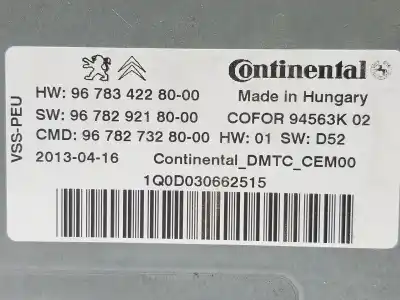 VSS-PEU
Continental
HW: 96 783 422 80-00 Made in Hungary
SW: 96 782 921 80-00 COFOR 94563K 02
CMD: 96 782 732 80-00 HW: 01 SW: D52
2013-04-16 Continental_DMTC_CEM00
1Q0D030662515